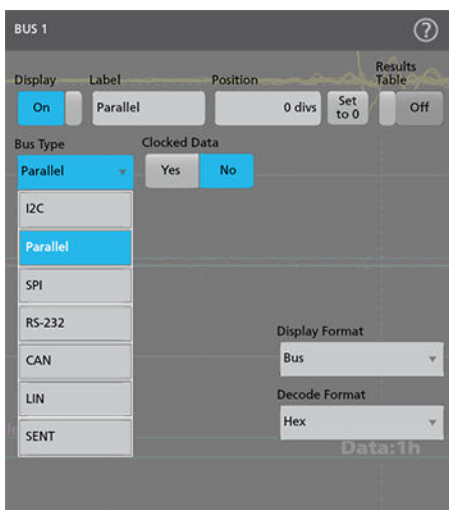 BUS 1
?
Display Label Position Results Table
On Parallel 0 divs Set to 0 Off
Bus Type Clocked Data
Parallel Yes No
I2C
Parallel
SPI
RS-232
CAN
LIN
SENT
Display Format
Bus
Decode Format
Hex
Data:1h